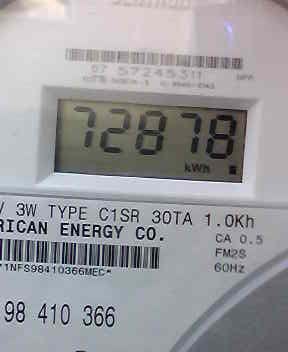 07 57245311
72878
kWh
V 3W TYPE C1SR 30TA 1.0Kh
RICAN ENERGY CO.
CA 0.5
FM2S
60Hz
*1NFS98410366MEC*
98 410 366